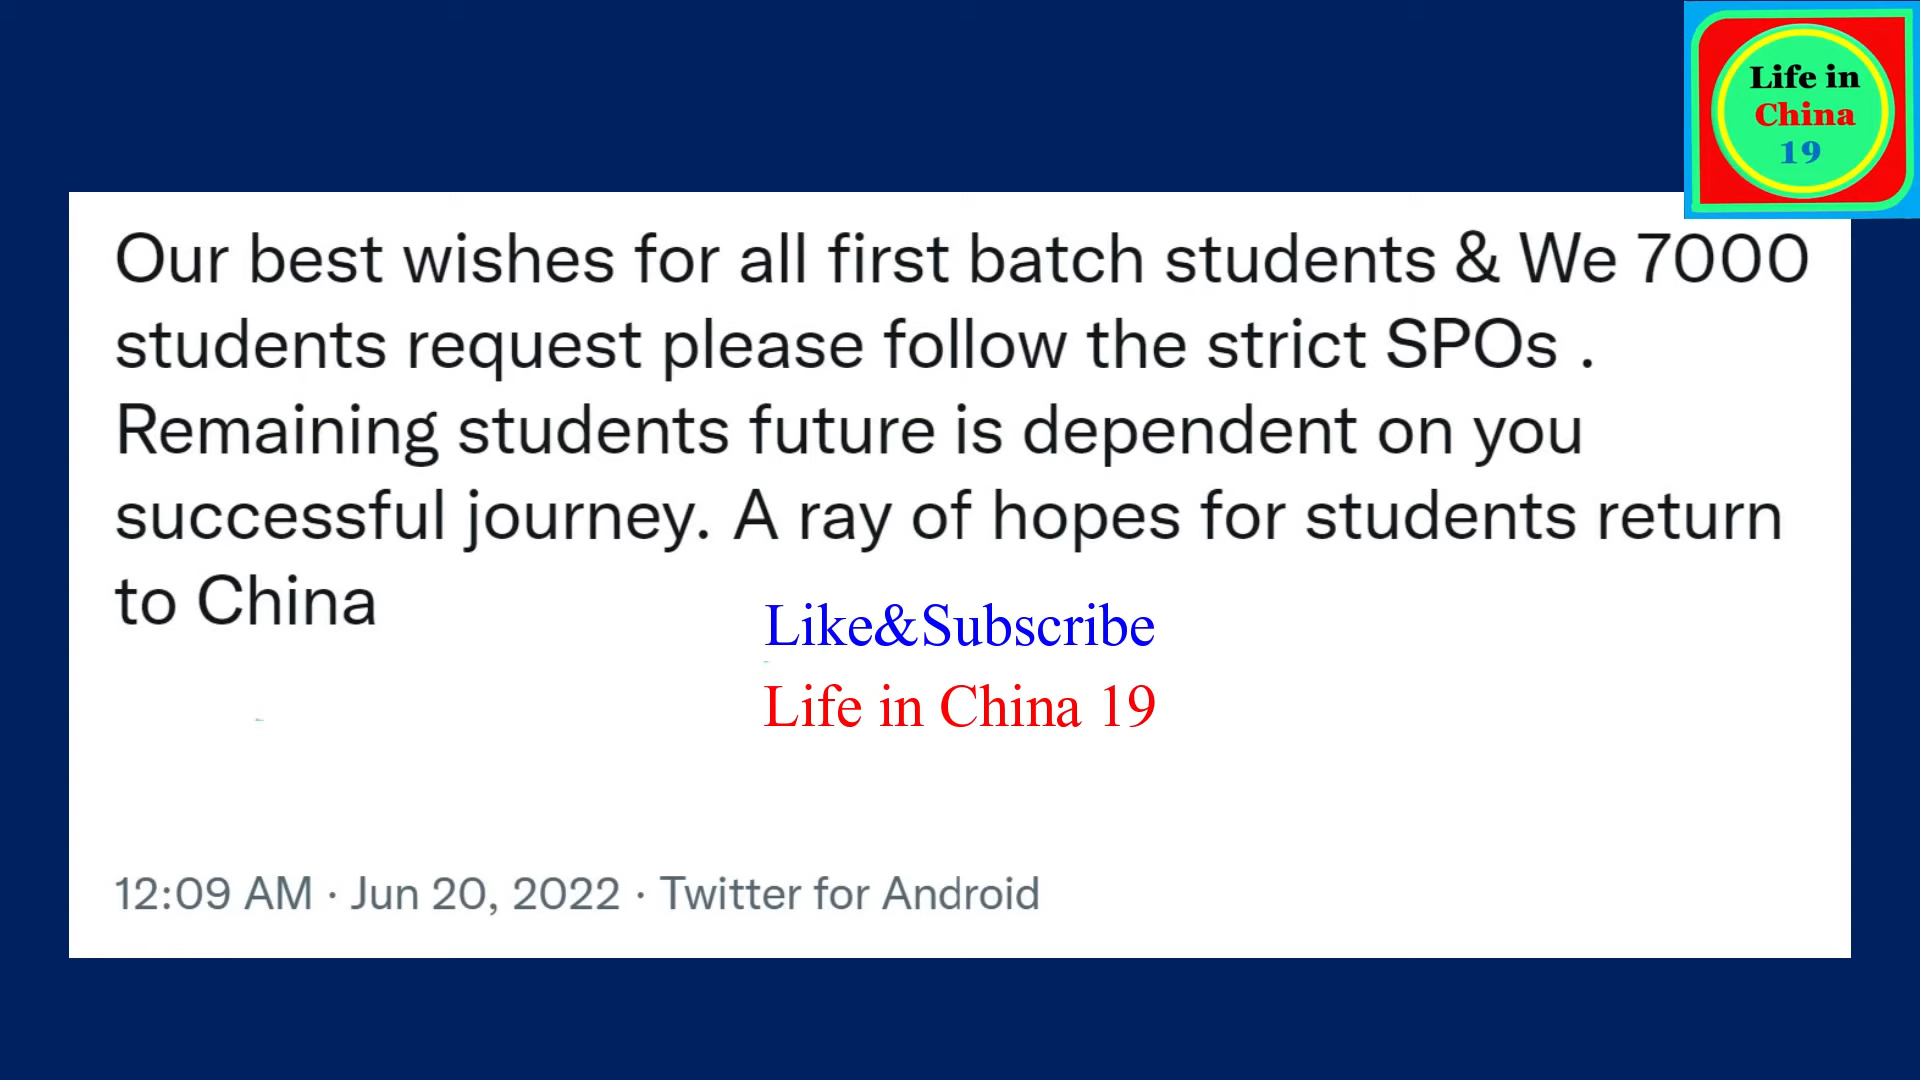 Life in
China
19
Our best wishes for all first batch students & We 7000
students request please follow the strict SPOs .
Remaining students future is dependent on you
successful journey. A ray of hopes for students return
to China
Like&Subscribe
Life in China 19
12:09 AM · Jun 20, 2022 · Twitter for Android